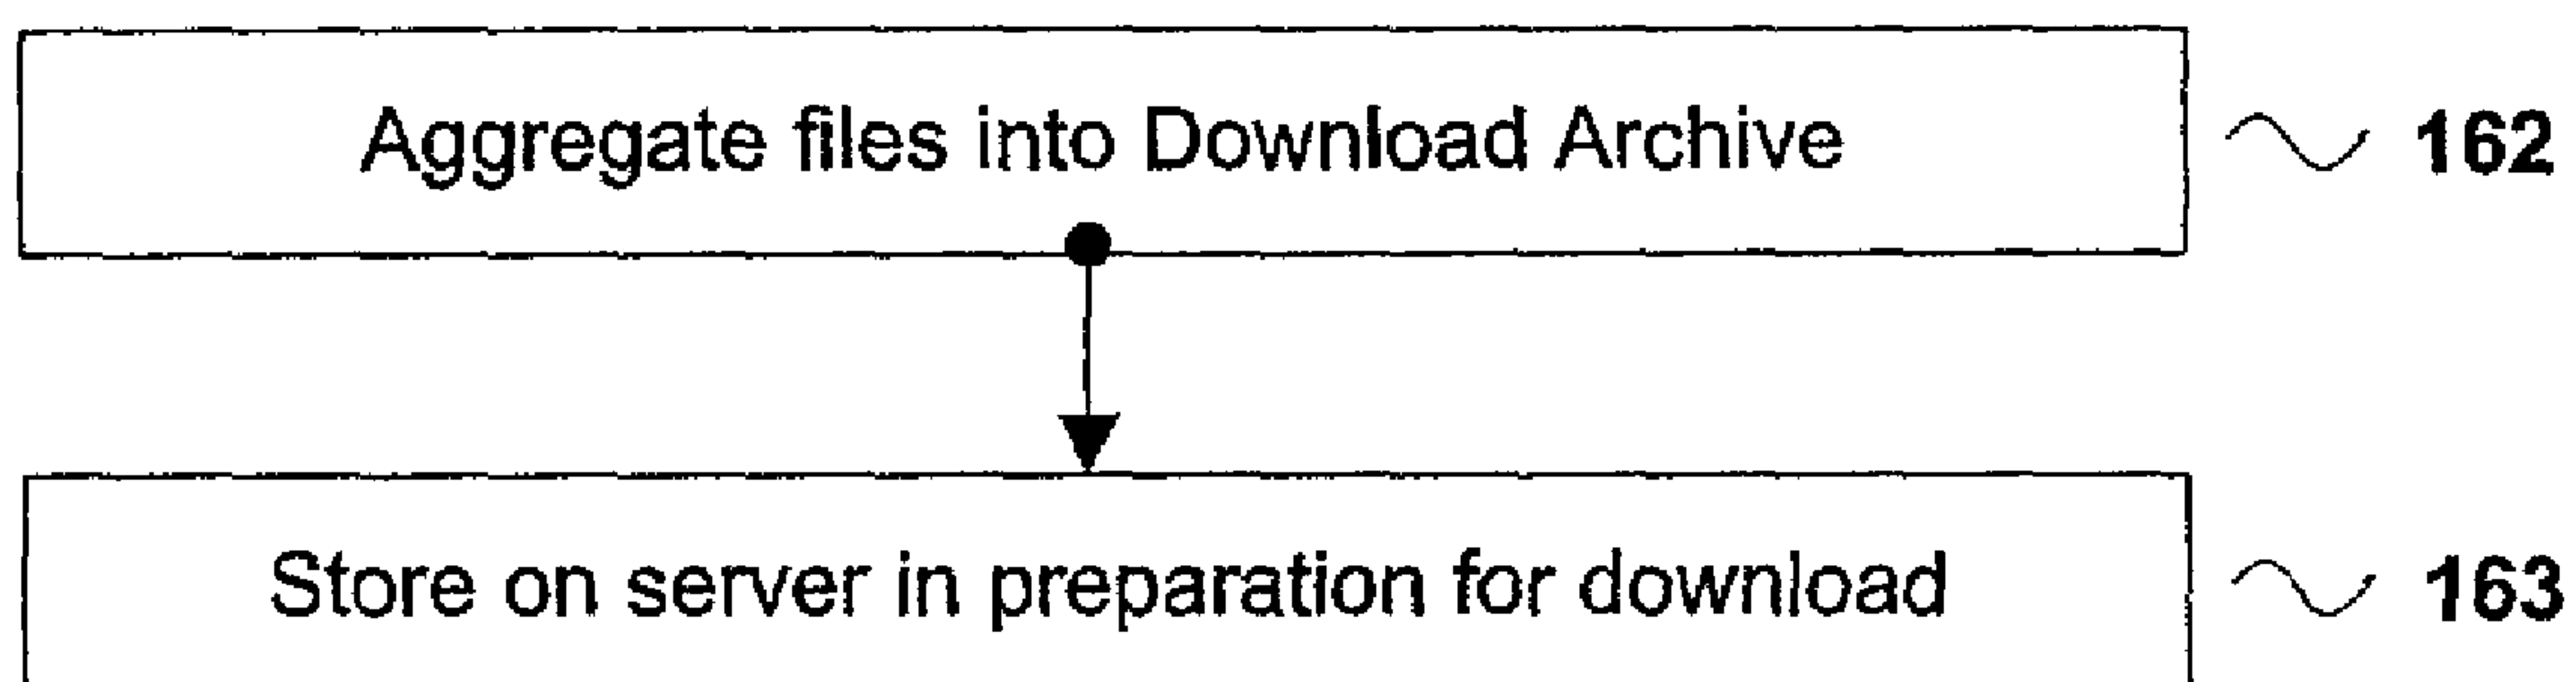 Aggregate files into Download Archive 162
Store on server in preparation for download 163